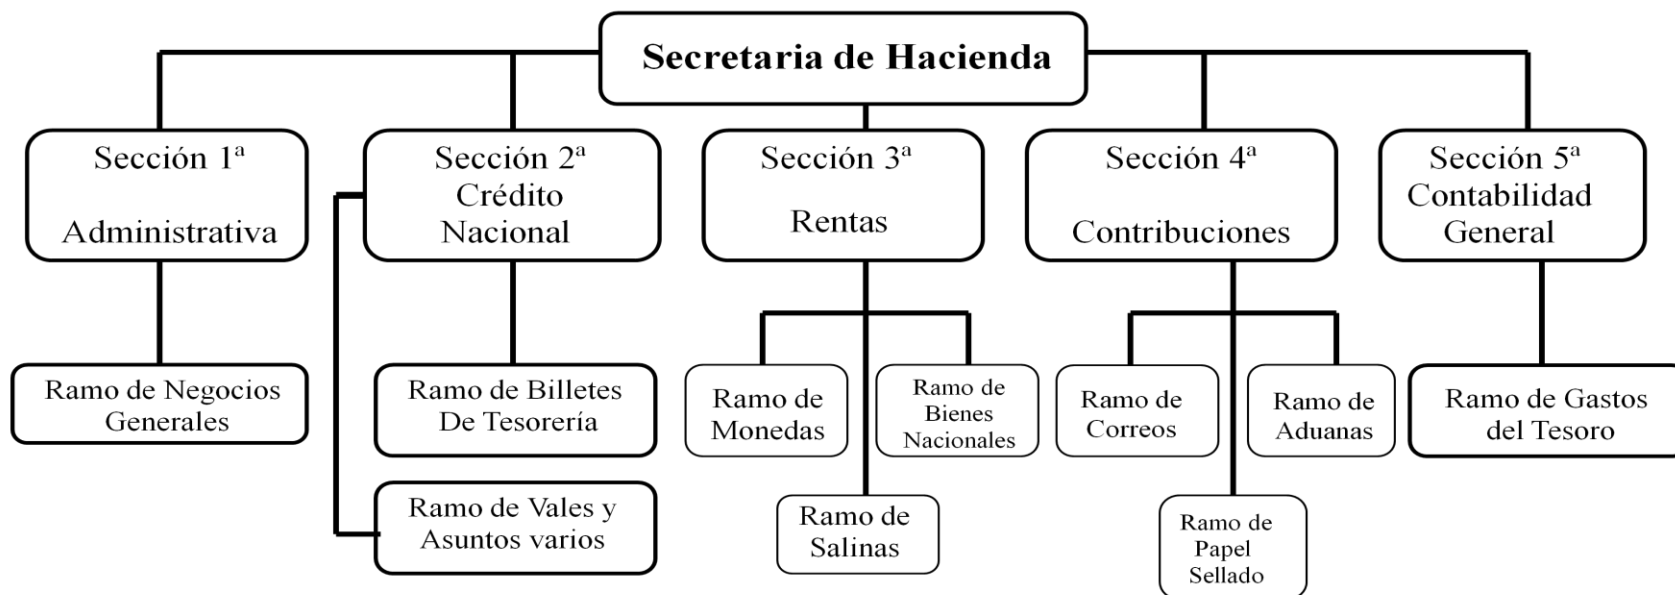 Secretaria de Hacienda
Sección 1ª
Administrativa
Sección 2ª
Crédito
Nacional
Sección 3ª
Rentas
Sección 4ª
Contribuciones
Sección 5ª
Contabilidad
General
Ramo de Negocios
Generales
Ramo de Billetes
De Tesorería
Ramo de Vales y
Asuntos varios
Ramo de
Monedas
Ramo de
Salinas
Ramo de
Bienes
Nacionales
Ramo de
Correos
Ramo de
Papel
Sellado
Ramo de
Aduanas
Ramo de Gastos
del Tesoro